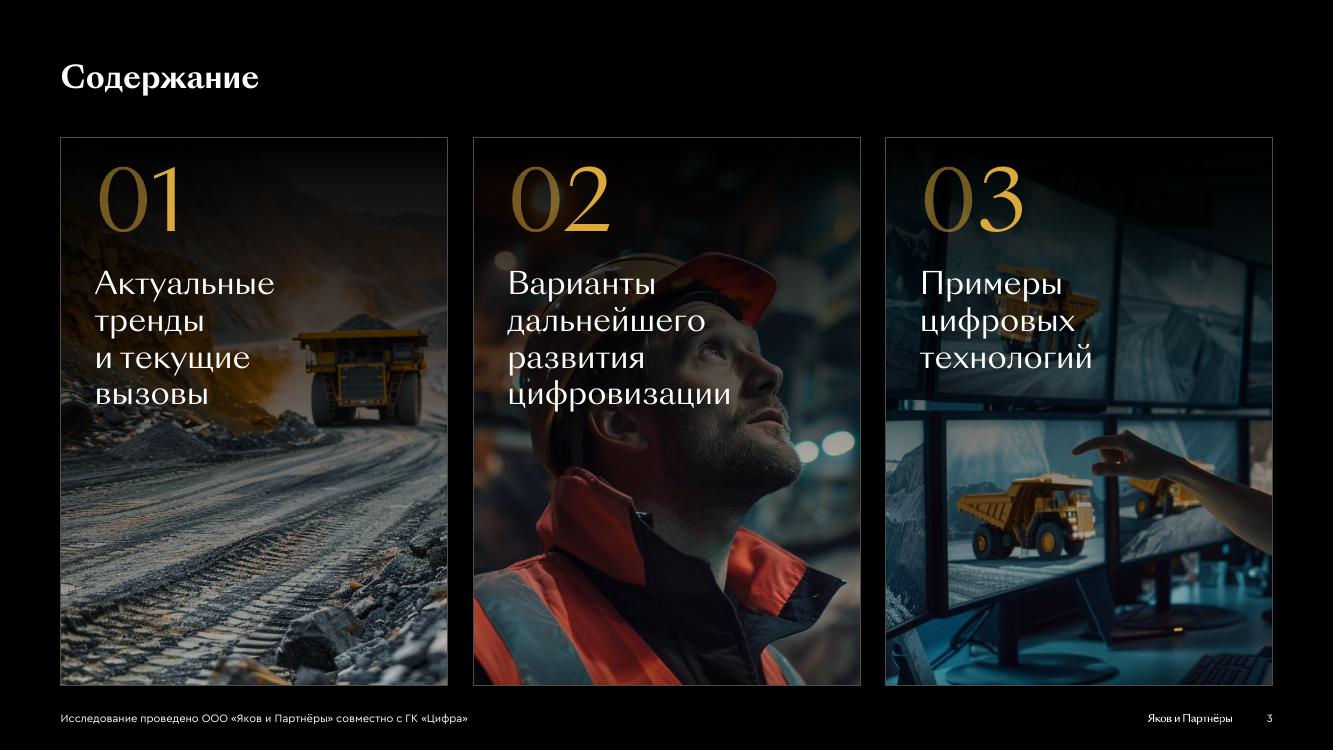 Содержание
01
Актуальные
тренды
и текущие
вызовы
02
Варианты
дальнейшего
развития
цифровизации
03
Примеры
цифровых
технологий
Исследование проведено ООО «Яков и Партнёры» совместно с ГК «Цифра»
Яков и Партнёры
3